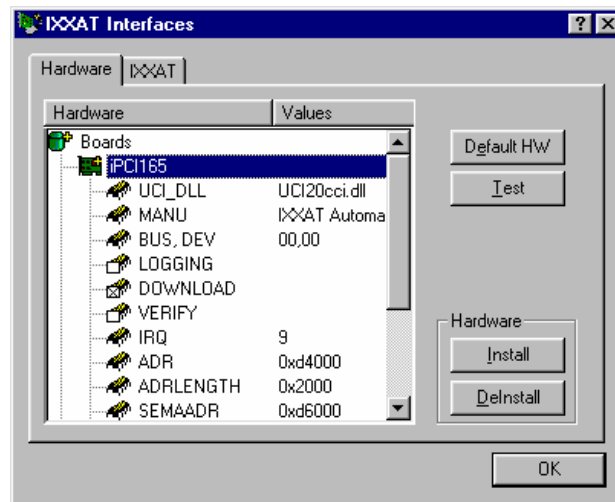 IXXAT Interfaces
Hardware IXXAT
Hardware Values
Boards
iPCI165
UCI_DLL UCI20cci.dll
MANU IXXAT Automa
BUS, DEV 00,00
LOGGING
DOWNLOAD
VERIFY
IRQ 9
ADR 0xd4000
ADRLENGTH 0x2000
SEMAADR 0xd6000
Default HW
Test
Hardware
Install
DeInstall
OK